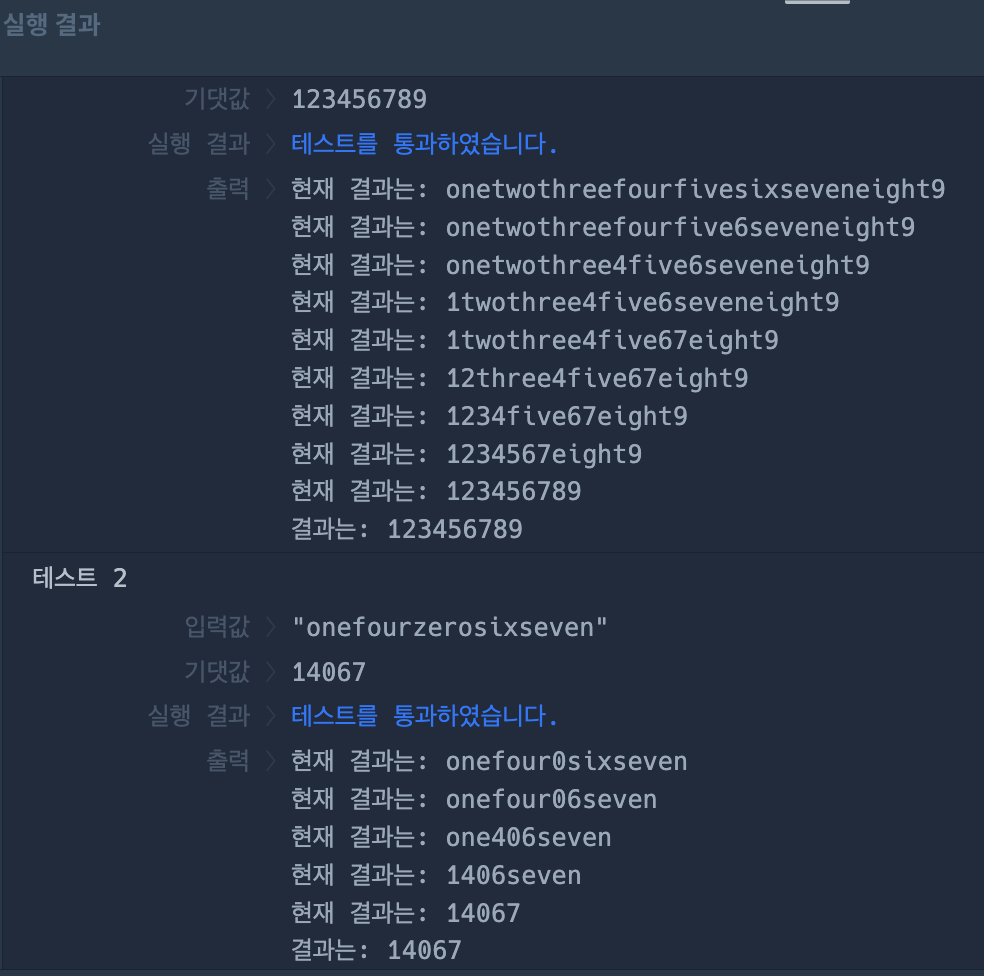 실행 결과
기댓값 〉 123456789
실행 결과 〉 테스트를 통과하였습니다.
출력 〉 현재 결과는: onetwothreefourfivesixseveneight9
현재 결과는: onetwothreefourfive6seveneight9
현재 결과는: onetwothree4five6seveneight9
현재 결과는: 1twothree4five6seveneight9
현재 결과는: 1twothree4five67eight9
현재 결과는: 12three4five67eight9
현재 결과는: 1234five67eight9
현재 결과는: 1234567eight9
현재 결과는: 123456789
결과는: 123456789
테스트 2
입력값 〉 "onefourzerosixseven"
기댓값 〉 14067
실행 결과 〉 테스트를 통과하였습니다.
출력 〉 현재 결과는: onefour0sixseven
현재 결과는: onefour06seven
현재 결과는: one406seven
현재 결과는: 1406seven
현재 결과는: 14067
결과는: 14067